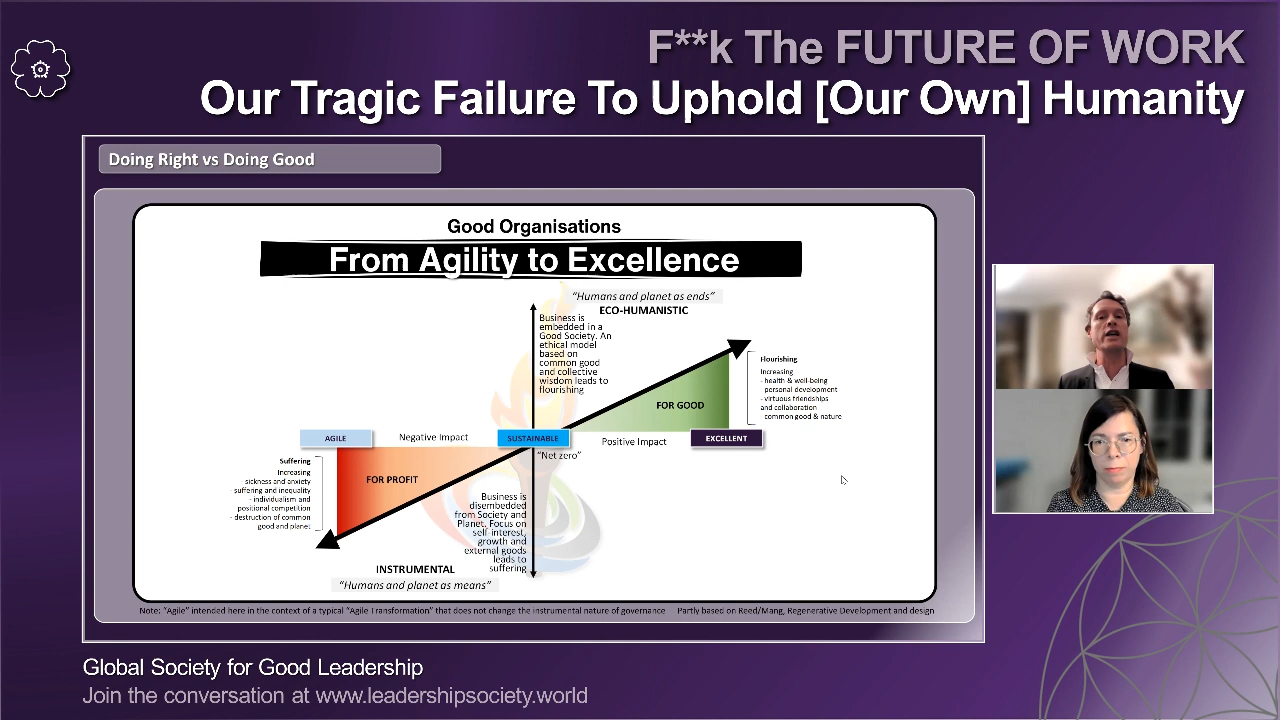 F**k The FUTURE OF WORK
Our Tragic Failure To Uphold [Our Own] Humanity
Doing Right vs Doing Good
Good Organisations
From Agility to Excellence
“Humans and planet as ends”
ECO-HUMANISTIC
Business is
embedded in a
Good Society. An
ethical model
based on
common good
and collective
wisdom leads to
flourishing
Flourishing
Increasing
- health & well-being
- personal development
- virtuous friendships
and collaboration
- common good & nature
FOR GOOD
AGILE
Negative Impact
SUSTAINABLE
Positive Impact
EXCELLENT
“Net zero”
Suffering
Increasing
sickness and anxiety
suffering and inequality
- individualism and
positional competition
- destruction of common
good and planet
FOR PROFIT
Business is
disembedded
from Society and
Planet. Focus on
self-interest,
growth and
external goods
leads to
suffering
INSTRUMENTAL
“Humans and planet as means”
Note: “Agile” intended here in the context of a typical “Agile Transformation” that does not change the instrumental nature of governance
Partly based on Reed/Mang, Regenerative Development and design
Global Society for Good Leadership
Join the conversation at www.leadershipsociety.world